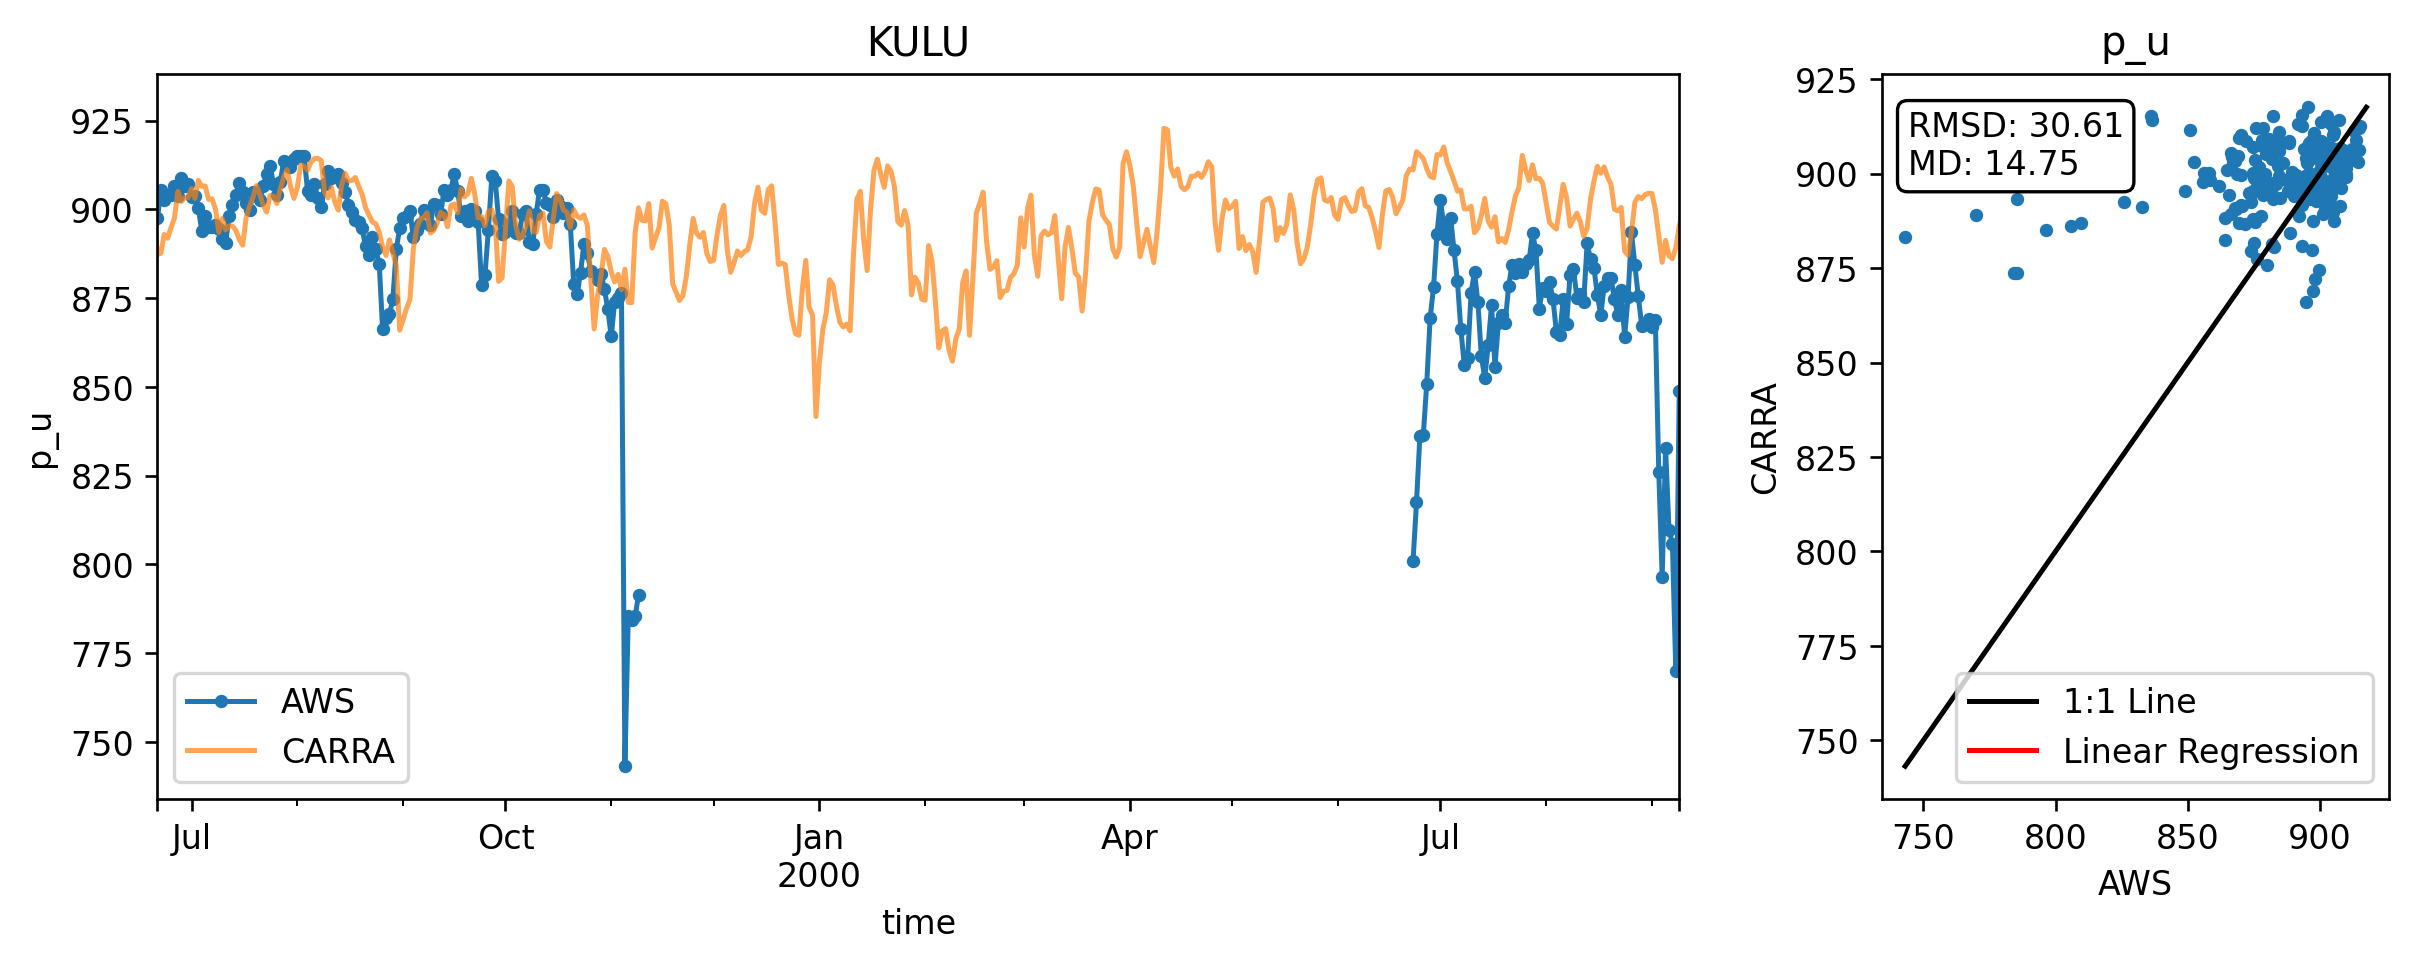 KULU
p_u
925
900
875
850
825
800
775
750
p_u
AWS
CARRA
Jul
Oct
Jan
2000
Apr
Jul
time
p_u
925
900
875
850
825
800
775
750
CARRA
RMSD: 30.61
MD: 14.75
1:1 Line
Linear Regression
750
800
850
900
AWS